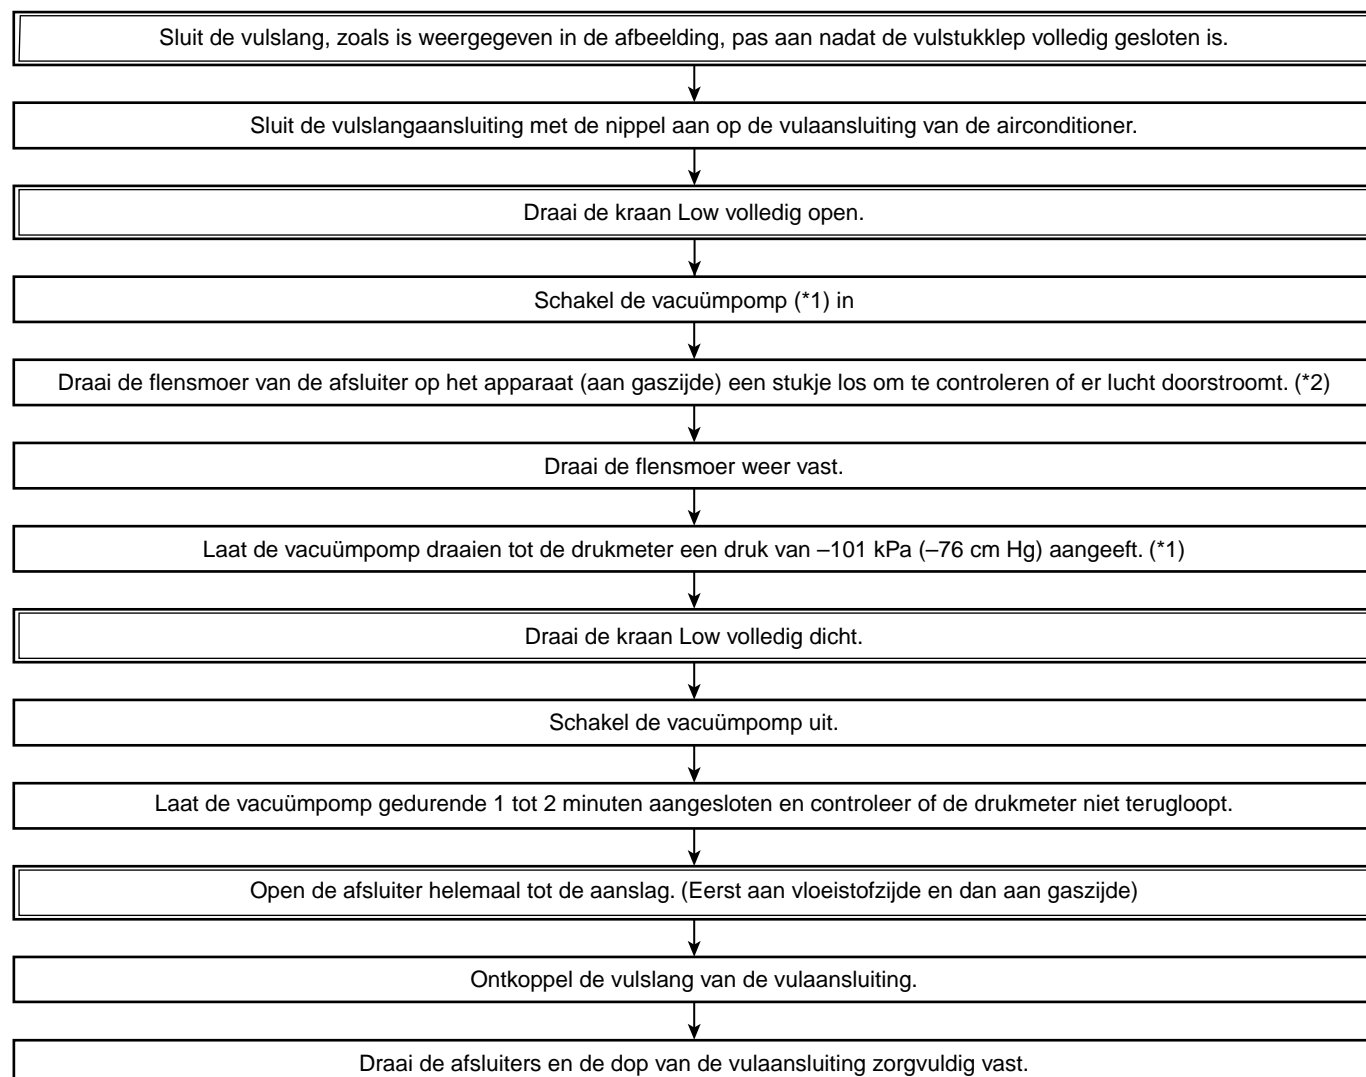 Sluit de vulslang, zoals is weergegeven in de afbeelding, pas aan nadat de vulstukklep volledig gesloten is.
Sluit de vulslangaansluiting met de nippel aan op de vulaansluiting van de airconditioner.
Draai de kraan Low volledig open.
Schakel de vacuümpomp (*1) in
Draai de flensmoer van de afsluiter op het apparaat (aan gaszijde) een stukje los om te controleren of er lucht doorstroomt. (*2)
Draai de flensmoer weer vast.
Laat de vacuümpomp draaien tot de drukmeter een druk van –101 kPa (–76 cm Hg) aangeeft. (*1)
Draai de kraan Low volledig dicht.
Schakel de vacuümpomp uit.
Laat de vacuümpomp gedurende 1 tot 2 minuten aangesloten en controleer of de drukmeter niet terugloopt.
Open de afsluiter helemaal tot de aanslag. (Eerst aan vloeistofzijde en dan aan gaszijde)
Ontkoppel de vulslang van de vulaansluiting.
Draai de afsluiters en de dop van de vulaansluiting zorgvuldig vast.